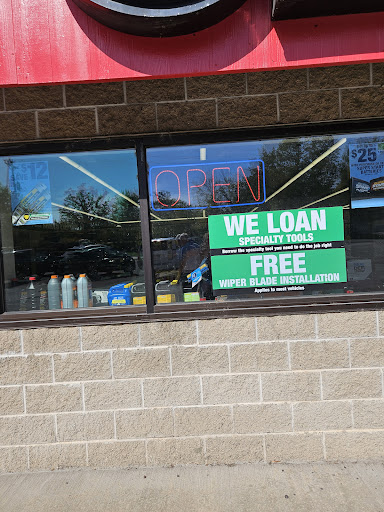 $12
$25
OPEN
WE LOAN
SPECIALTY TOOLS
Borrow the specialty tool you need to do the job right
FREE
WIPER BLADE INSTALLATION
Applies to most vehicles